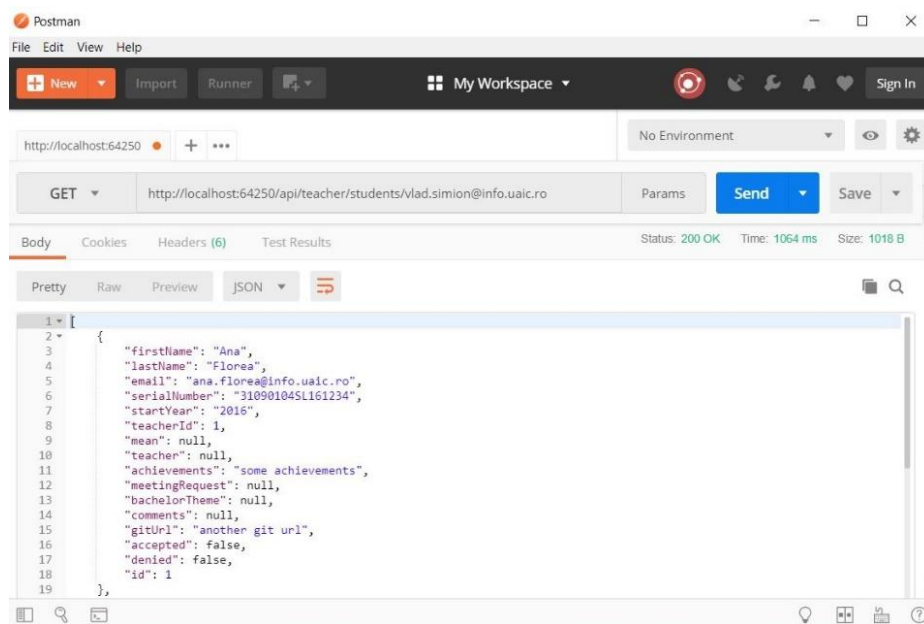 Postman
File Edit View Help
New Import Runner My Workspace Sign In
http://localhost:64250 No Environment
GET http://localhost:64250/api/teacher/students/vlad.simion@info.uaic.ro Params Send Save
Body Cookies Headers (6) Test Results Status: 200 OK Time: 1064 ms Size: 1018 B
Pretty Raw Preview JSON
1 [
2 {
3 "firstName": "Ana",
4 "lastName": "Florea",
5 "email": "ana.florea@info.uaic.ro",
6 "serialNumber": "31090104SL161234",
7 "startYear": "2016",
8 "teacherId": 1,
9 "mean": null,
10 "teacher": null,
11 "achievements": "some achievements",
12 "meetingRequest": null,
13 "bachelorTheme": null,
14 "comments": null,
15 "gitUrl": "another git url",
16 "accepted": false,
17 "denied": false,
18 "id": 1
19 },